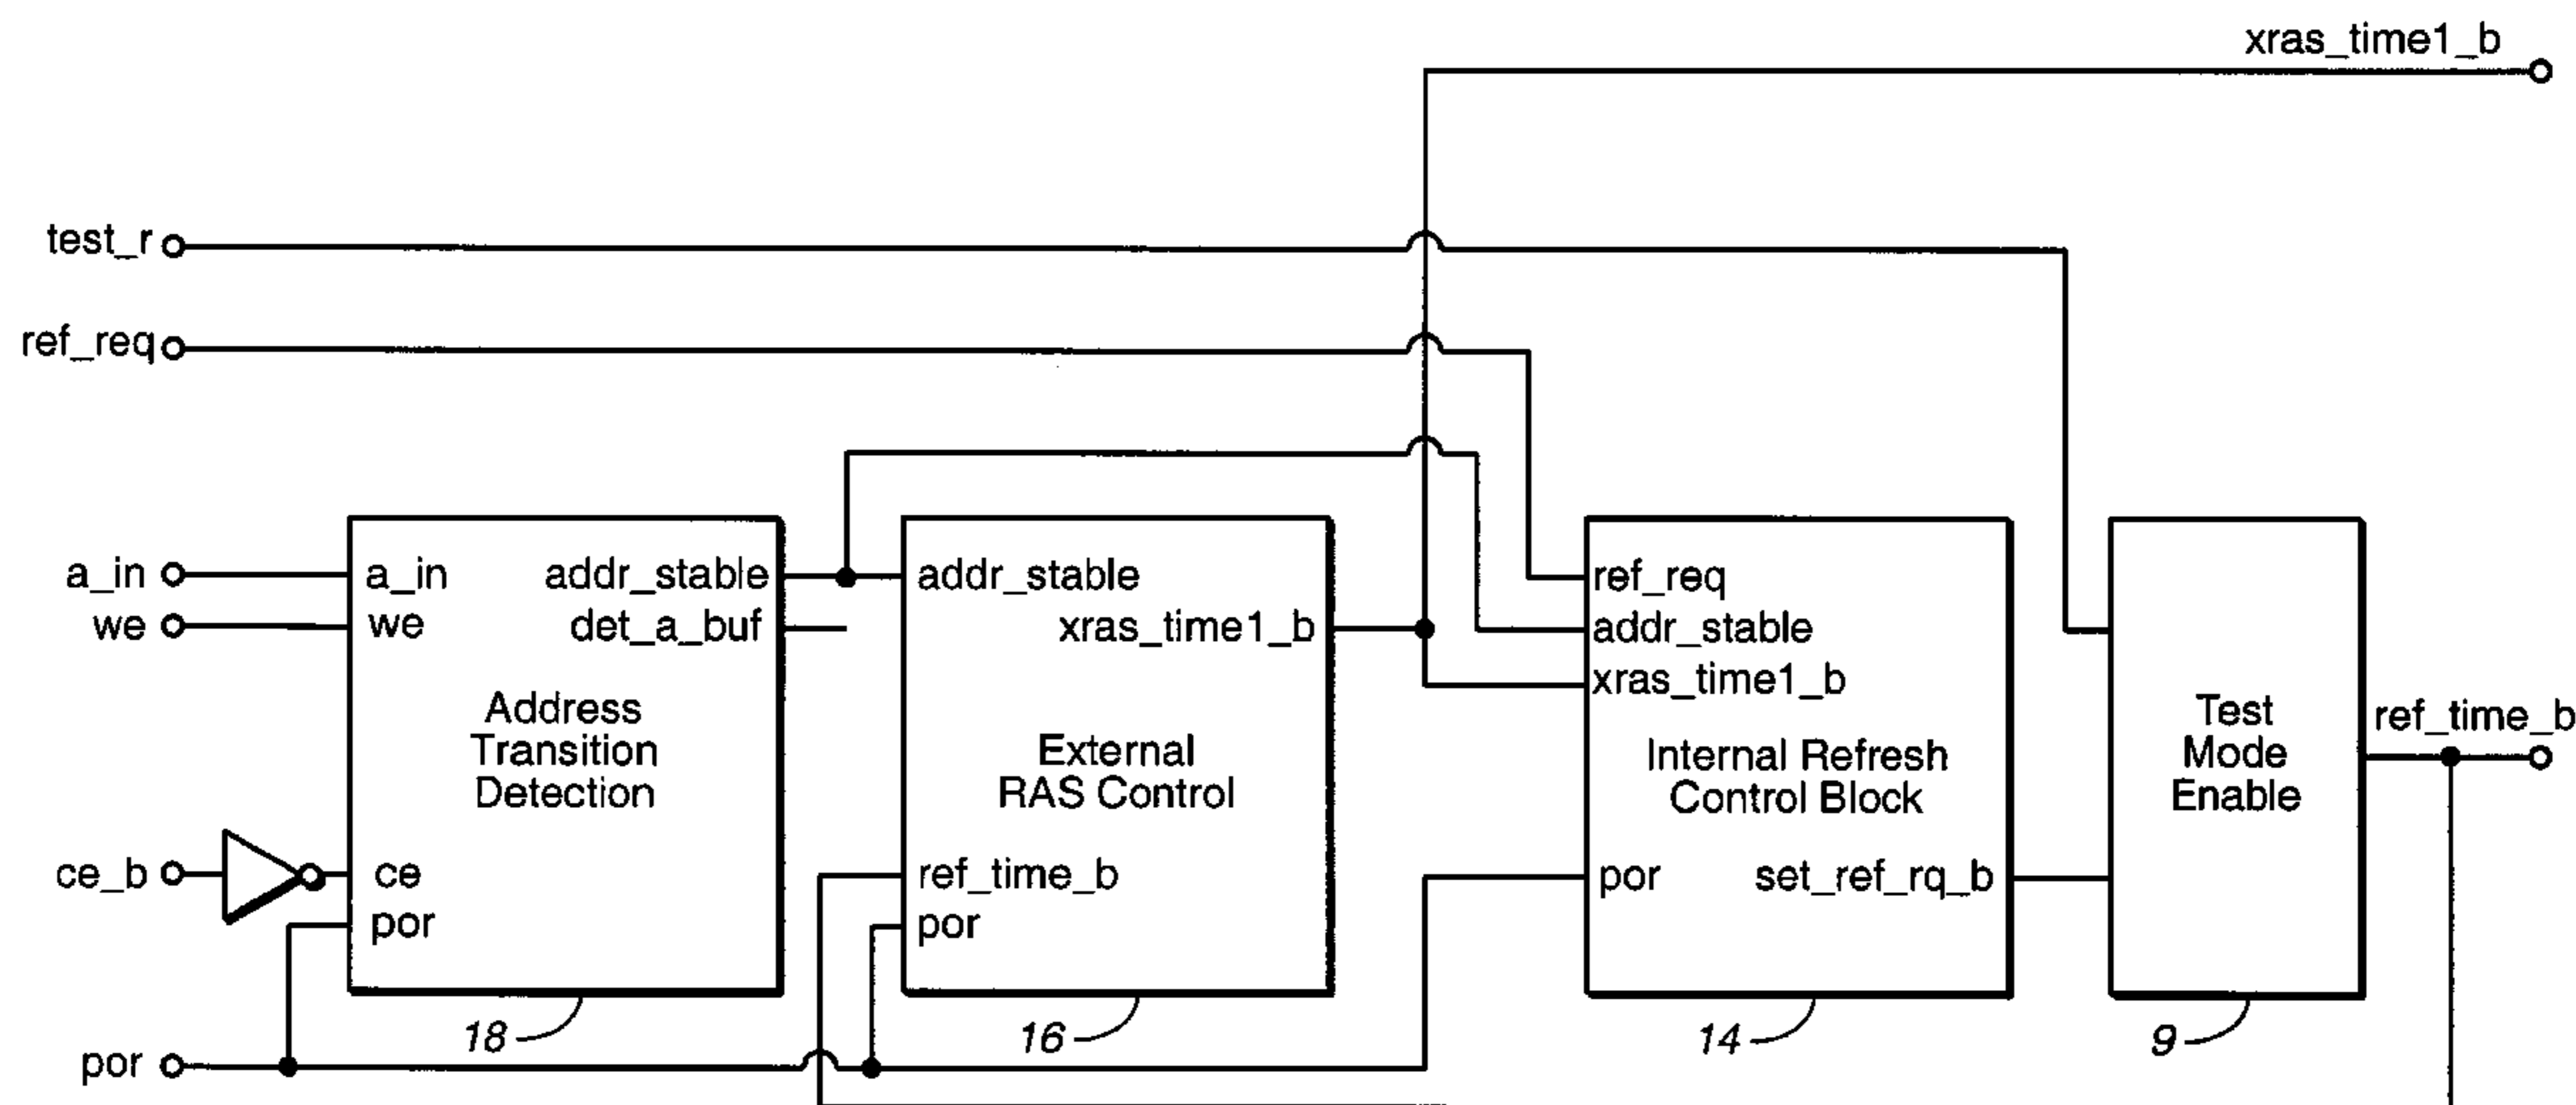 xras_time1_b
test_r
ref_req
a_in
we
ce_b
por
a_in
we
addr_stable
det_a_buf
Address
Transition
Detection
ce
por
18
addr_stable
xras_time1_b
External
RAS Control
ref_time_b
por
16
ref_req
addr_stable
xras_time1_b
Internal Refresh
Control Block
por
set_ref_rq_b
14
Test
Mode
Enable
9
ref_time_b